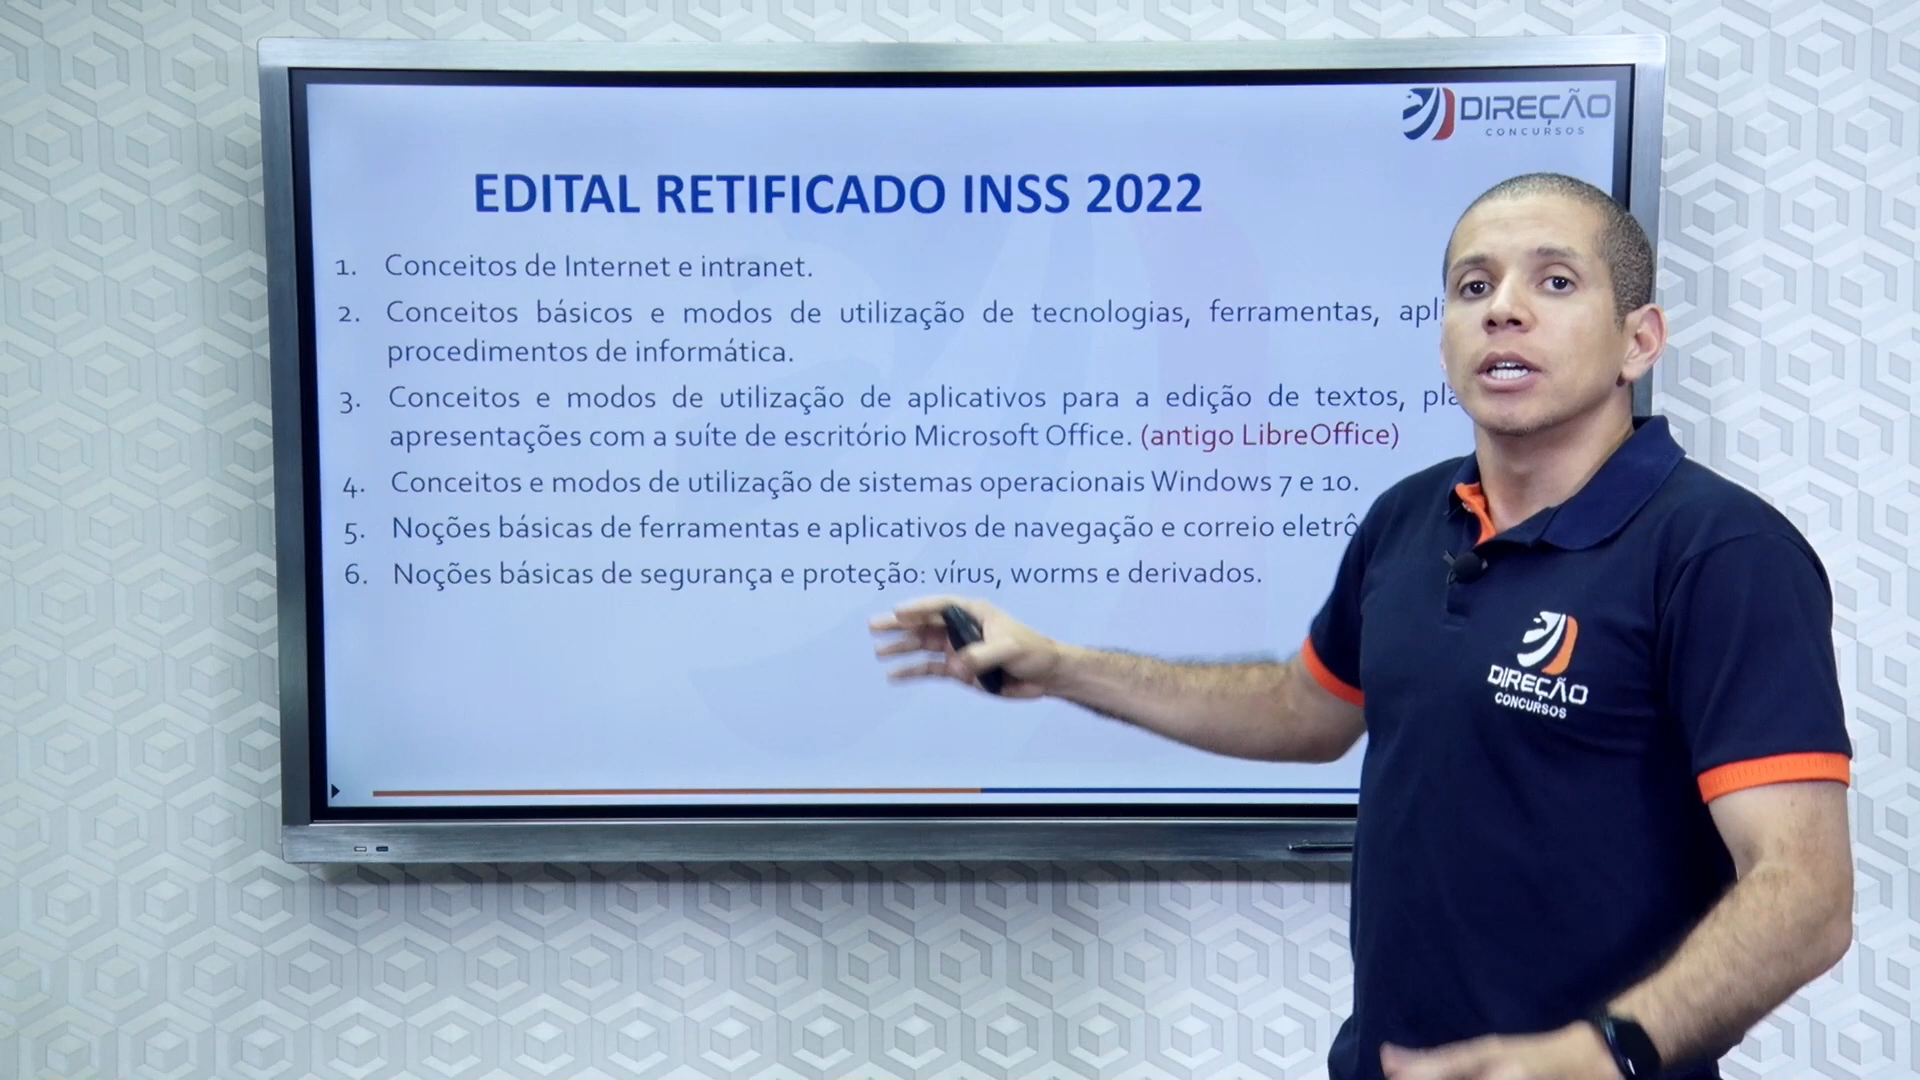 DIREÇÃO
CONCURSOS
EDITAL RETIFICADO INSS 2022
1. Conceitos de Internet e intranet.
2. Conceitos básicos e modos de utilização de tecnologias, ferramentas,
procedimentos de informática.
3. Conceitos e modos de utilização de aplicativos para a edição de textos,
apresentações com a suíte de escritório Microsoft Office. (antigo LibreOffice)
4. Conceitos e modos de utilização de sistemas operacionais Windows 7 e 10.
5. Noções básicas de ferramentas e aplicativos de navegação e correio
6. Noções básicas de segurança e proteção: vírus, worms e derivados.
DIREÇÃO
CONCURSOS